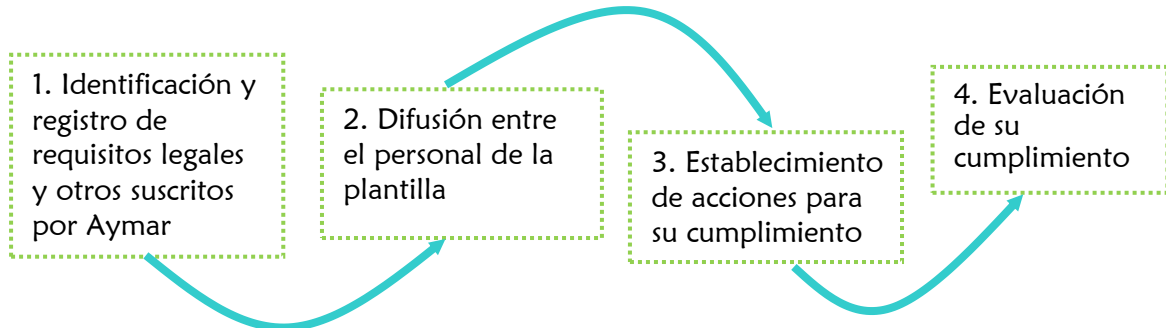 1. Identificación y
registro de
requisitos legales
y otros suscritos
por Aymar
2. Difusión entre
el personal de la
plantilla
3. Establecimiento
de acciones para
su cumplimiento
4. Evaluación
de su
cumplimiento